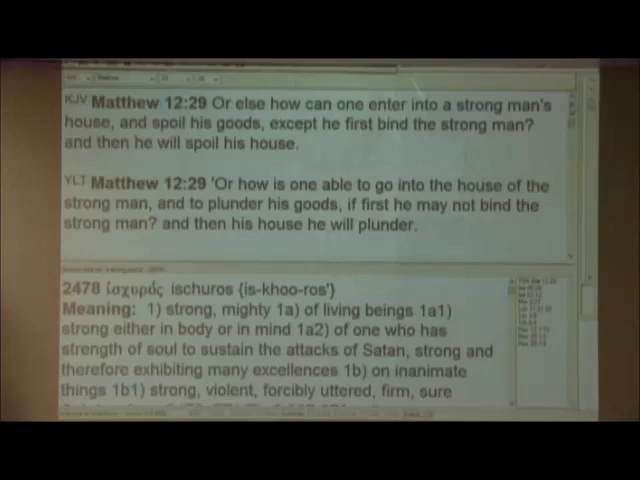 KJV Matthew 12:29 Or else how can one enter into a strong man's
house, and spoil his goods, except he first bind the strong man?
and then he will spoil his house.
YLT Matthew 12:29 'Or how is one able to go into the house of the
strong man, and to plunder his goods, if first he may not bind the
strong man? and then his house he will plunder.
2478 ἰσχυρός ischuros {is-khoo-ros'}
Meaning: 1) strong, mighty 1a) of living beings 1a1)
strong either in body or in mind 1a2) of one who has
strength of soul to sustain the attacks of Satan, strong and
therefore exhibiting many excellences 1b) on inanimate
things 1b1) strong, violent, forcibly uttered, firm, sure